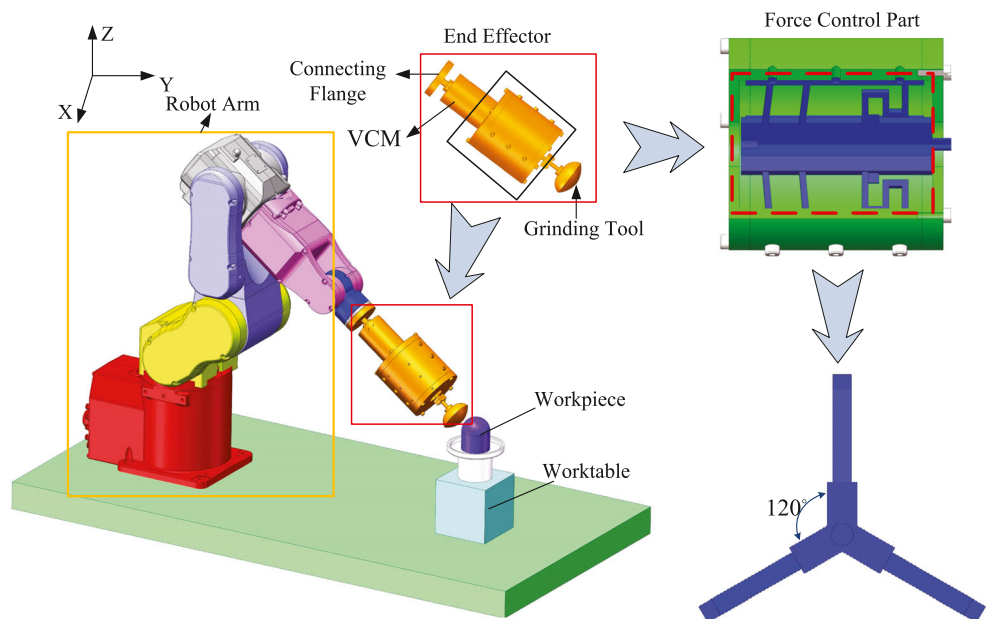 Force Control Part
End Effector
Z
Y
X
Connecting
Flange
VCM
Robot Arm
Grinding Tool
Workpiece
Worktable
120°